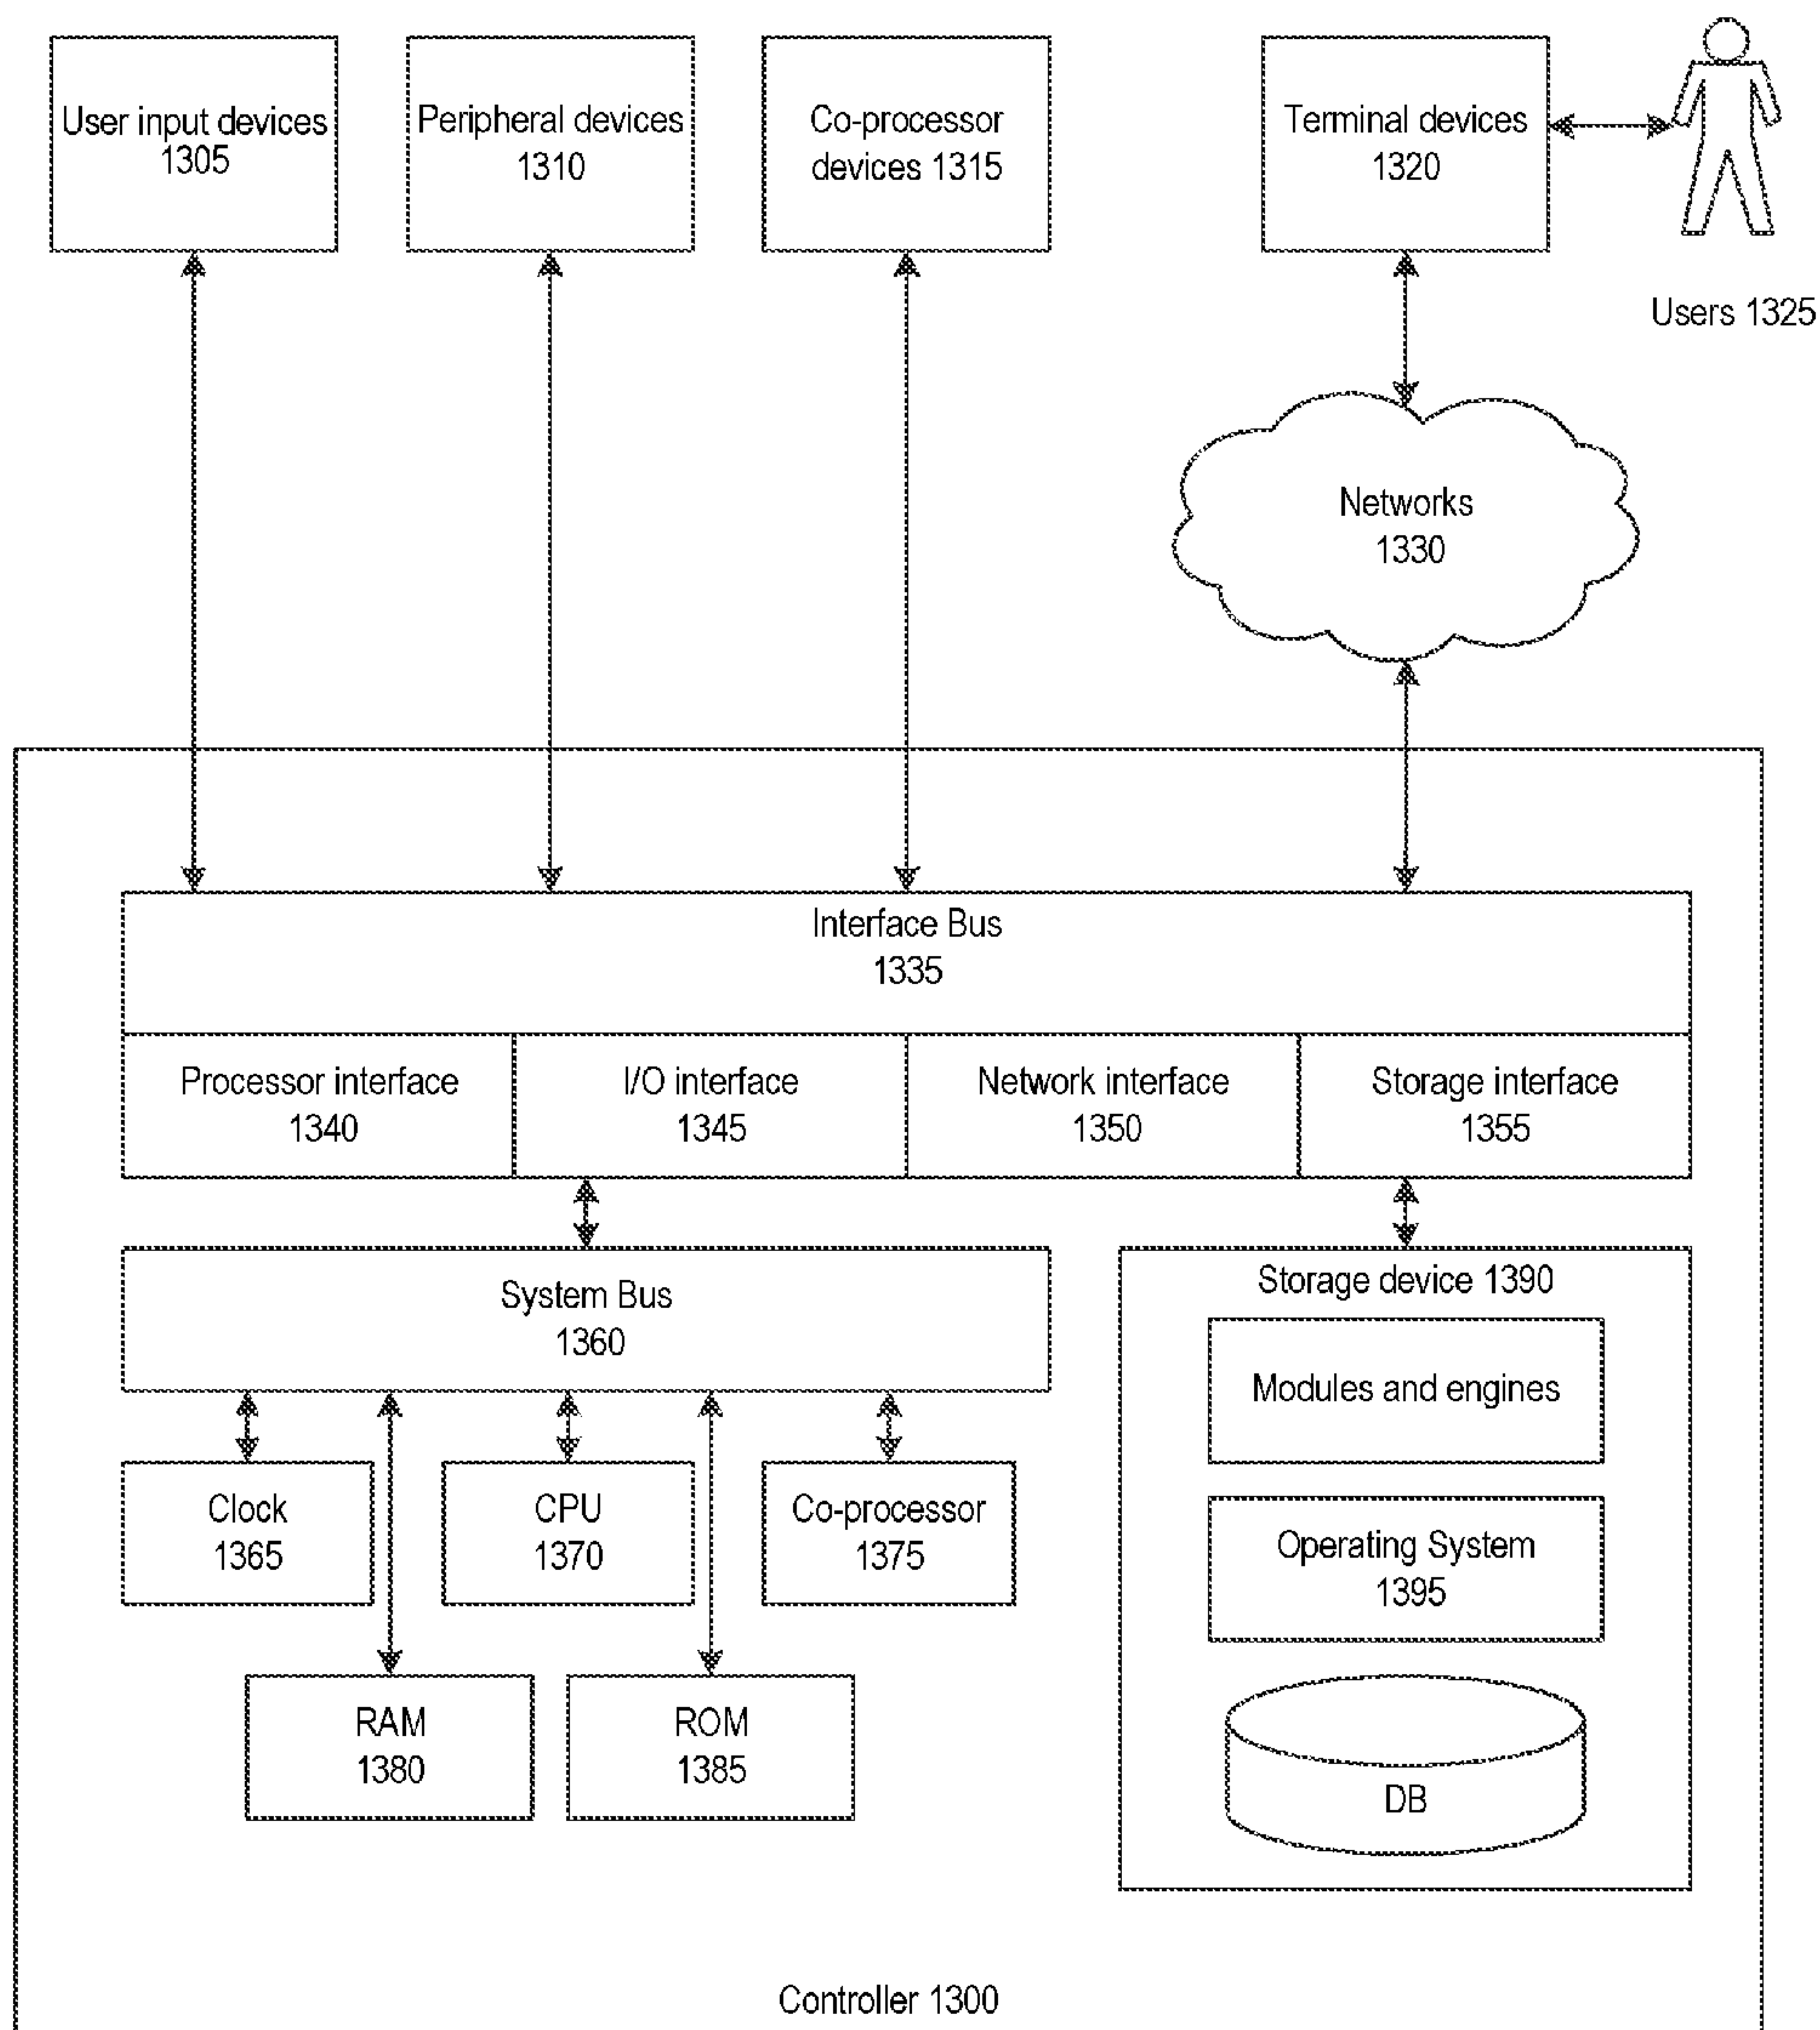 User input devices
1305
Peripheral devices
1310
Co-processor
devices 1315
Terminal devices
1320
Users 1325
Networks
1330
Interface Bus
1335
Processor interface
1340
I/O interface
1345
Network interface
1350
Storage interface
1355
System Bus
1360
Storage device 1390
Modules and engines
Clock
1365
CPU
1370
Co-processor
1375
Operating System
1395
RAM
1380
ROM
1385
DB
Controller 1300